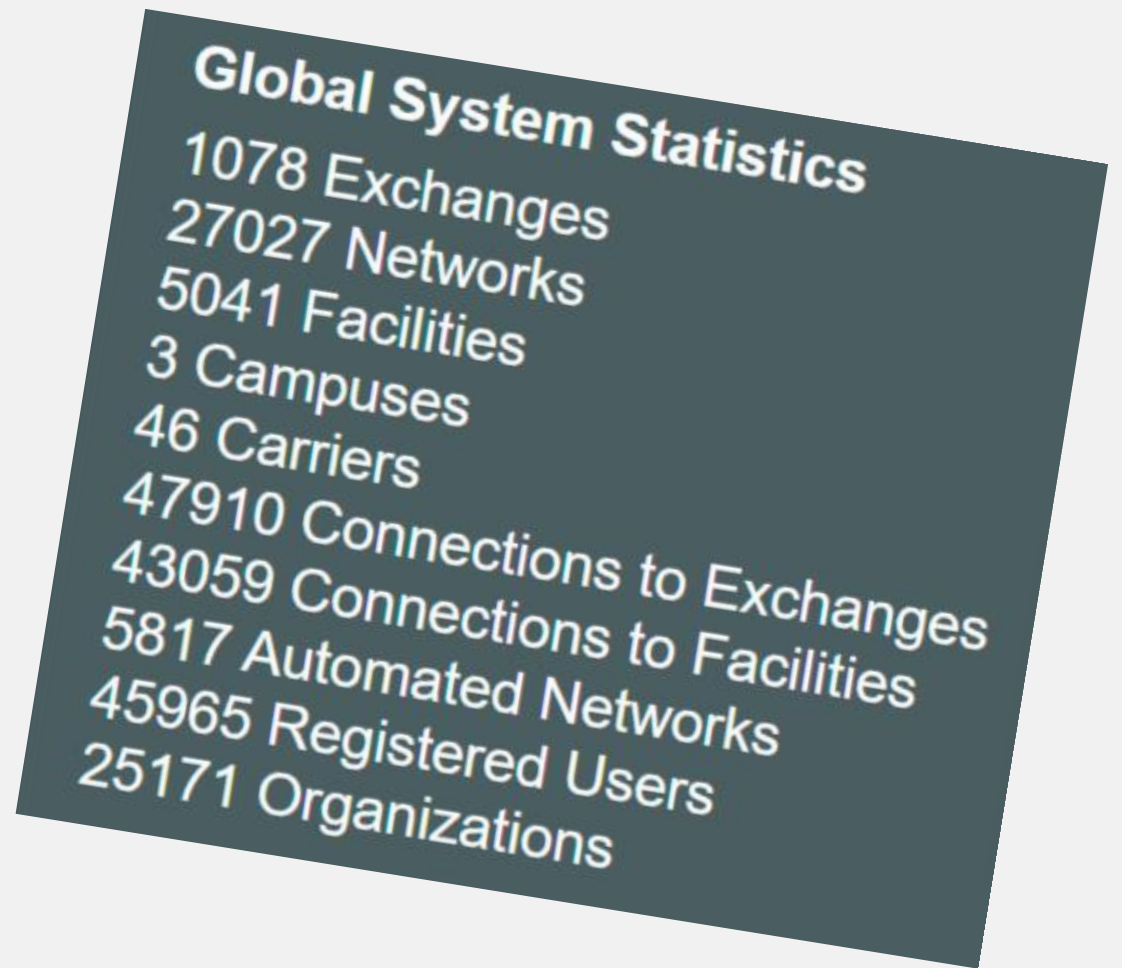 Global System Statistics
1078 Exchanges
27027 Networks
5041 Facilities
3 Campuses
46 Carriers
47910 Connections to Exchanges
43059 Connections to Facilities
5817 Automated Networks
45965 Registered Users
25171 Organizations